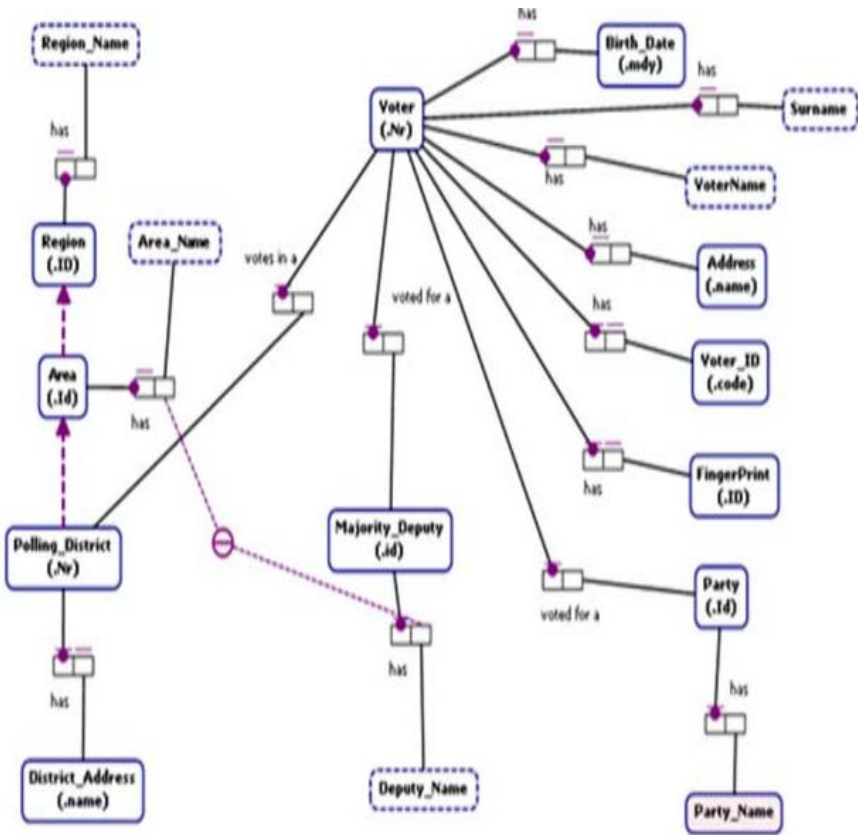 has
Region_Name
Birth_Date
(.mdy)
has
Voter
(.Nr)
Surname
has
has
VoterName
Region
(.ID)
Area_Name
has
Address
(.name)
votes in a
voted for a
has
Area
(.Id)
Voter_ID
(.code)
has
has
FingerPrint
(.ID)
Majority_Deputy
(.id)
Polling_District
(.Nr)
Party
(.Id)
voted for a
has
has
has
District_Address
(.name)
Deputy_Name
Party_Name